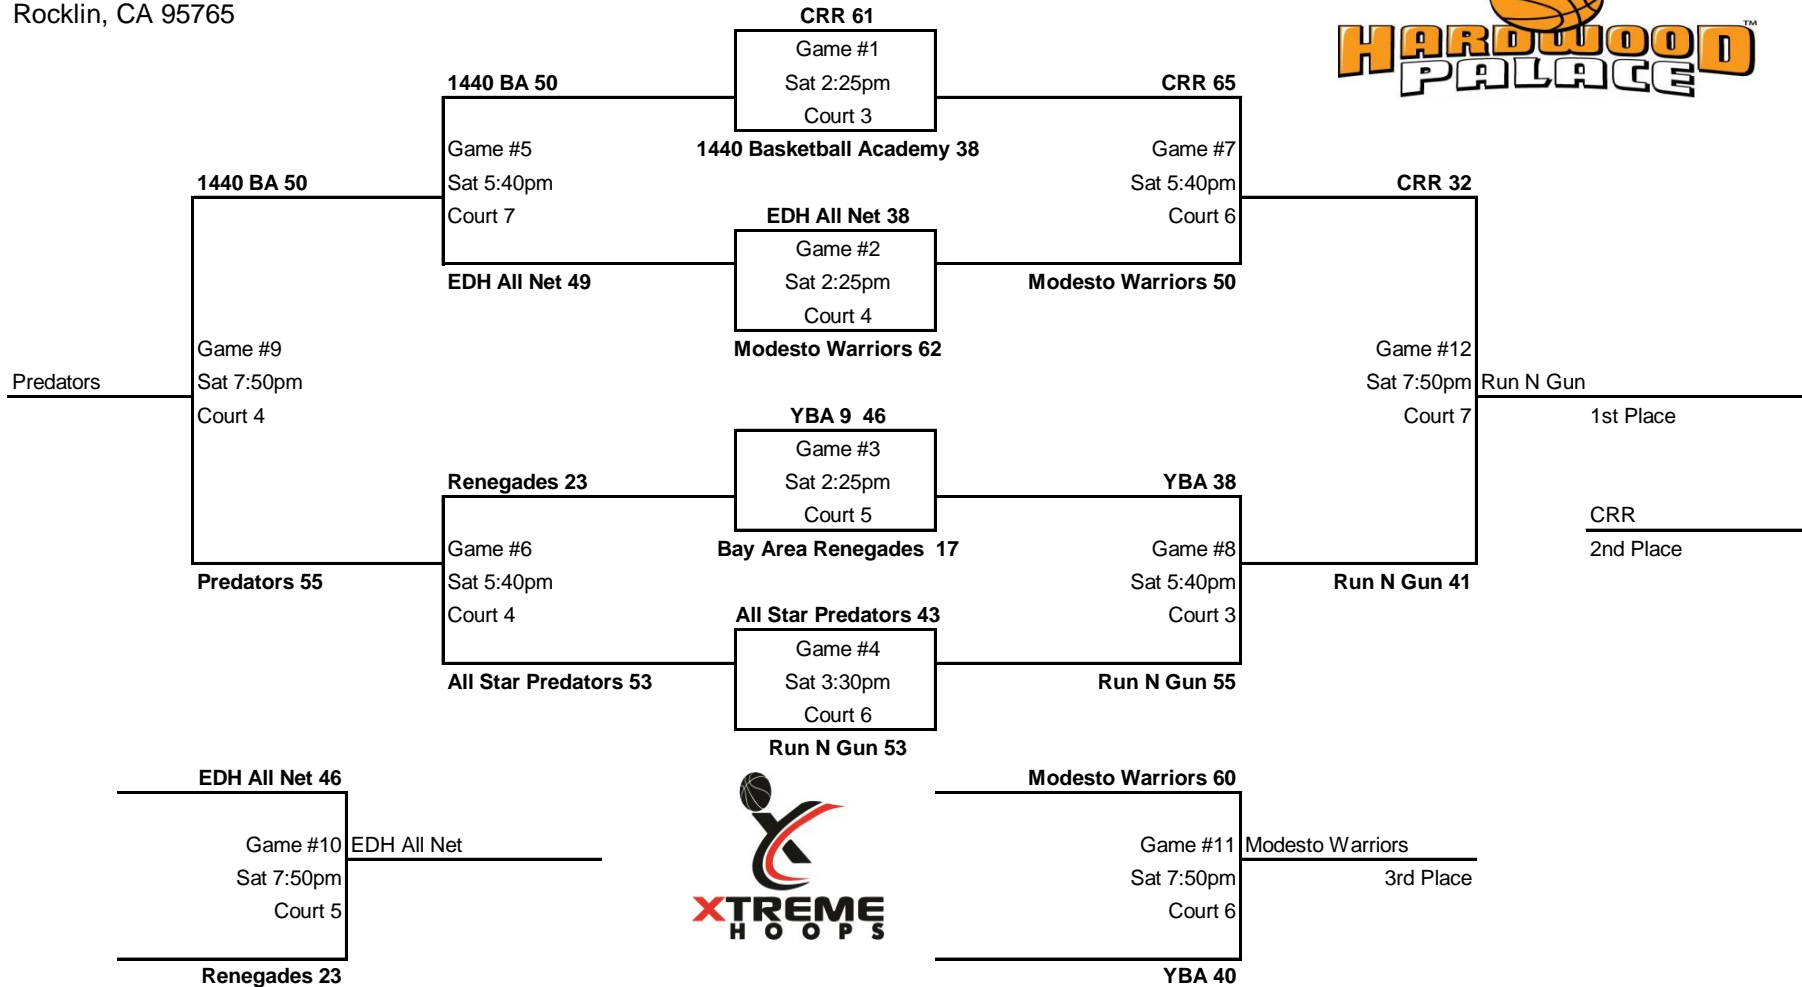 Rocklin, CA 95765
CRR 61
HARDWOOD PALACE™
Game #1
1440 BA 50
Sat 2:25pm
CRR 65
Court 3
Game #5
1440 Basketball Academy 38
Game #7
1440 BA 50
Sat 5:40pm
Sat 5:40pm
CRR 32
Court 7
EDH All Net 38
Court 6
Game #2
EDH All Net 49
Sat 2:25pm
Modesto Warriors 50
Court 4
Game #9
Modesto Warriors 62
Game #12
Predators
Sat 7:50pm
Sat 7:50pm
Run N Gun
Court 4
YBA 9 46
Court 7
1st Place
Game #3
Renegades 23
Sat 2:25pm
YBA 38
Court 5
CRR
Game #6
Bay Area Renegades 17
Game #8
2nd Place
Predators 55
Sat 5:40pm
Sat 5:40pm
Run N Gun 41
Court 4
All Star Predators 43
Court 3
Game #4
All Star Predators 53
Sat 3:30pm
Run N Gun 55
Court 6
Run N Gun 53
EDH All Net 46
Modesto Warriors 60
Game #10
EDH All Net
Game #11
Modesto Warriors
Sat 7:50pm
Sat 7:50pm
3rd Place
Court 5
XTREME
HOOPS
Court 6
Renegades 23
YBA 40